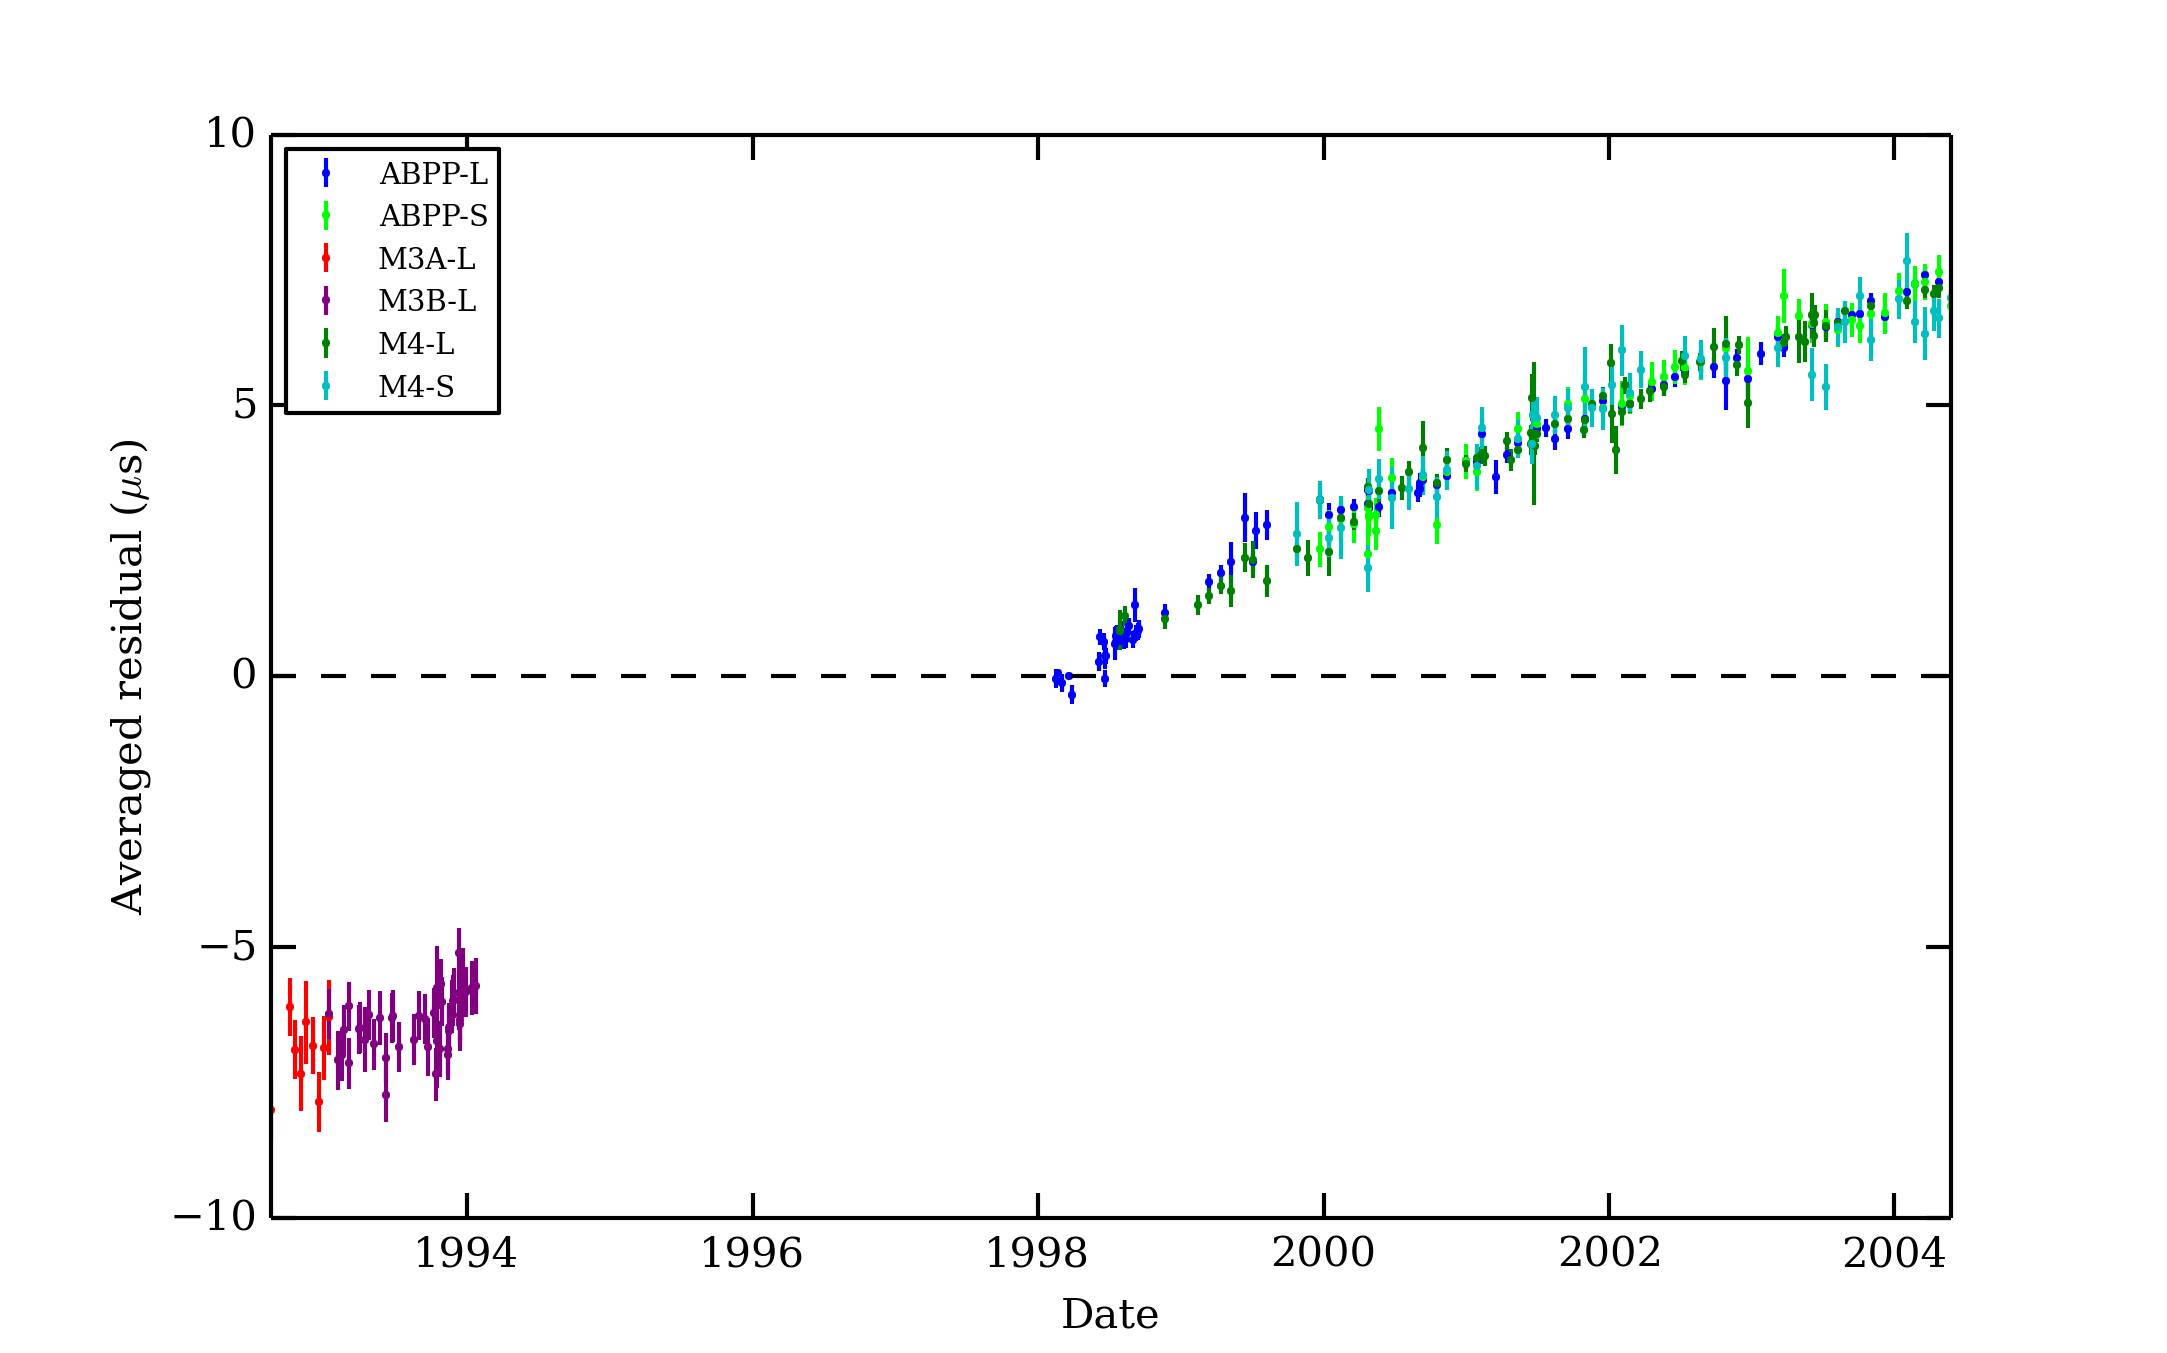 10
ABPP-L
ABPP-S
M3A-L
M3B-L
M4-L
M4-S
5
0
−5
−10
Averaged residual (μs)
1994 1996 1998 2000 2002 2004
Date